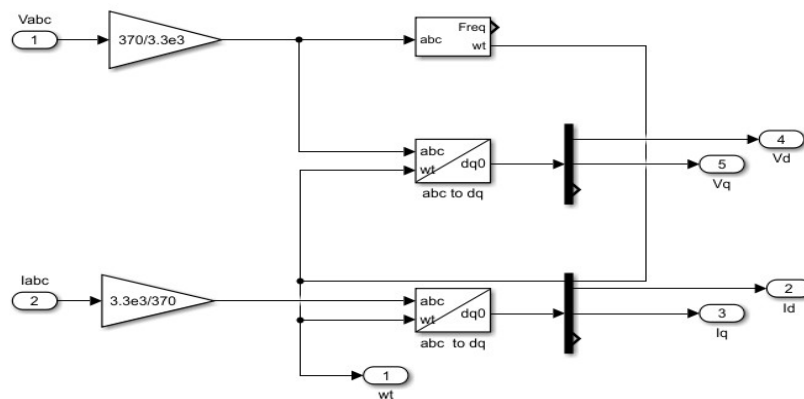 Vabc
1
370/3.3e3
abc
Freq
wt
abc
wt
dq0
abc to dq
4
Vd
5
Vq
Iabc
2
3.3e3/370
abc
wt
dq0
abc to dq
2
Id
3
Iq
1
wt